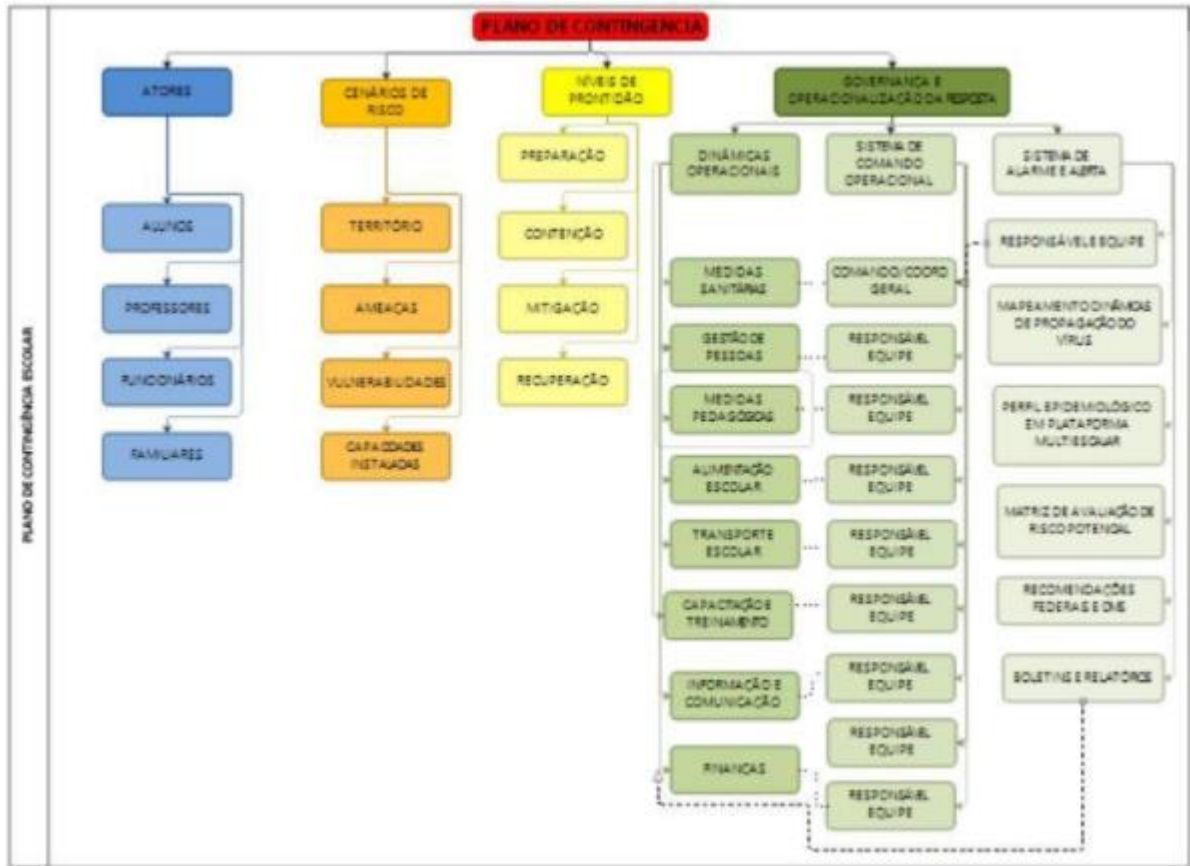 PLANO DE CONTINGÊNCIA ESCOLAR
PLANO DE CONTINGENCIA
ATORES
ALUNOS
PROFESSORES
FUNCIONÁRIOS
FAMILIARES
CENÁRIOS DE
RISCO
TERRITÓRIO
AMEAÇAS
VULNERABILIDADES
CAPACIDADES
INSTALADAS
NÍVEIS DE
PRONTIDÃO
PREPARAÇÃO
CONTENÇÃO
MITIGAÇÃO
RECUPERAÇÃO
GOVERNANÇA E
OPERACIONALIZAÇÃO DA RESPOSTA
DINÂMICAS
OPERACIONAIS
MEDIDAS
SANITÁRIAS
GESTÃO DE
PESSOAS
MEDIDAS
PEDAGÓGICAS
ALIMENTAÇÃO
ESCOLAR
TRANSPORTE
ESCOLAR
CAPACITAÇÃO E
TREINAMENTO
INFORMAÇÃO E
COMUNICAÇÃO
FINANÇAS
SISTEMA DE
COMANDO
OPERACIONAL
COMANDO/COORD
GERAL
RESPONSÁVEL
EQUIPE
RESPONSÁVEL
EQUIPE
RESPONSÁVEL
EQUIPE
RESPONSÁVEL
EQUIPE
RESPONSÁVEL
EQUIPE
RESPONSÁVEL
EQUIPE
RESPONSÁVEL
EQUIPE
RESPONSÁVEL
EQUIPE
SISTEMA DE
ALARME E ALERTA
RESPONSÁVEL E EQUIPE
MAPEAMENTO DINÂMICAS
DE PROPAGAÇÃO DO
VÍRUS
PERFIL EPIDEMIOLÓGICO
EM PLATAFORMA
MULTIESCALAR
MATRIZ DE AVALIAÇÃO DE
RISCO POTENCIAL
RECOMENDAÇÕES
FEDERAIS E OMS
BOLETINS E RELATÓRIOS